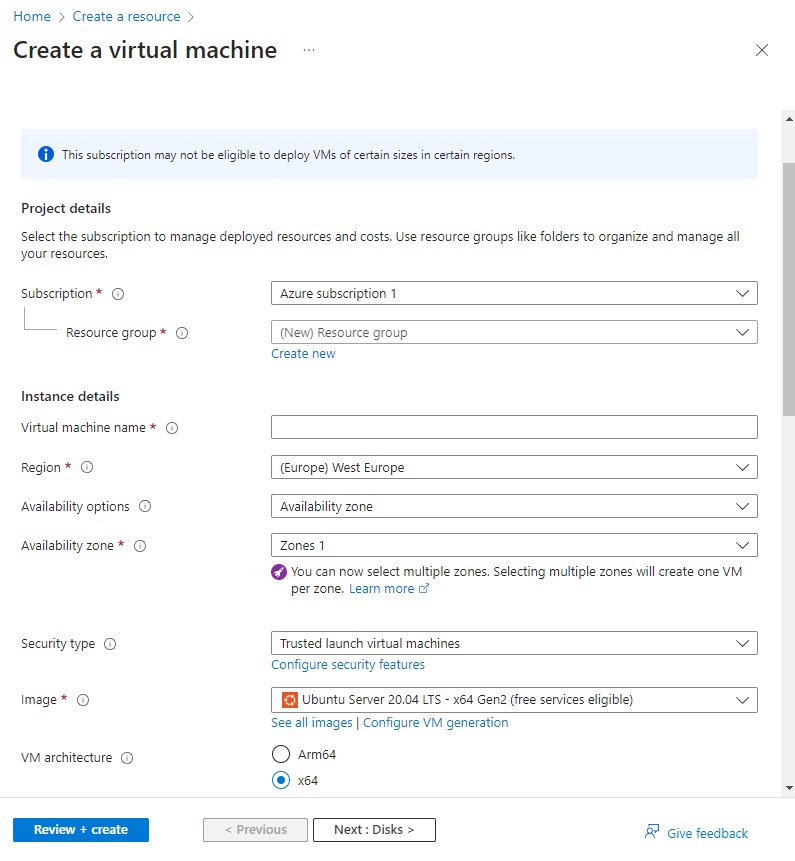 Home > Create a resource >
Create a virtual machine ...
This subscription may not be eligible to deploy VMs of certain sizes in certain regions.
Project details
Select the subscription to manage deployed resources and costs. Use resource groups like folders to organize and manage all
your resources.
Subscription * Azure subscription 1
Resource group * (New) Resource group
Create new
Instance details
Virtual machine name *
Region * (Europe) West Europe
Availability options Availability zone
Availability zone * Zones 1
You can now select multiple zones. Selecting multiple zones will create one VM
per zone. Learn more
Security type Trusted launch virtual machines
Configure security features
Image * Ubuntu Server 20.04 LTS - x64 Gen2 (free services eligible)
See all images | Configure VM generation
VM architecture Arm64
x64
Review + create < Previous Next : Disks > Give feedback